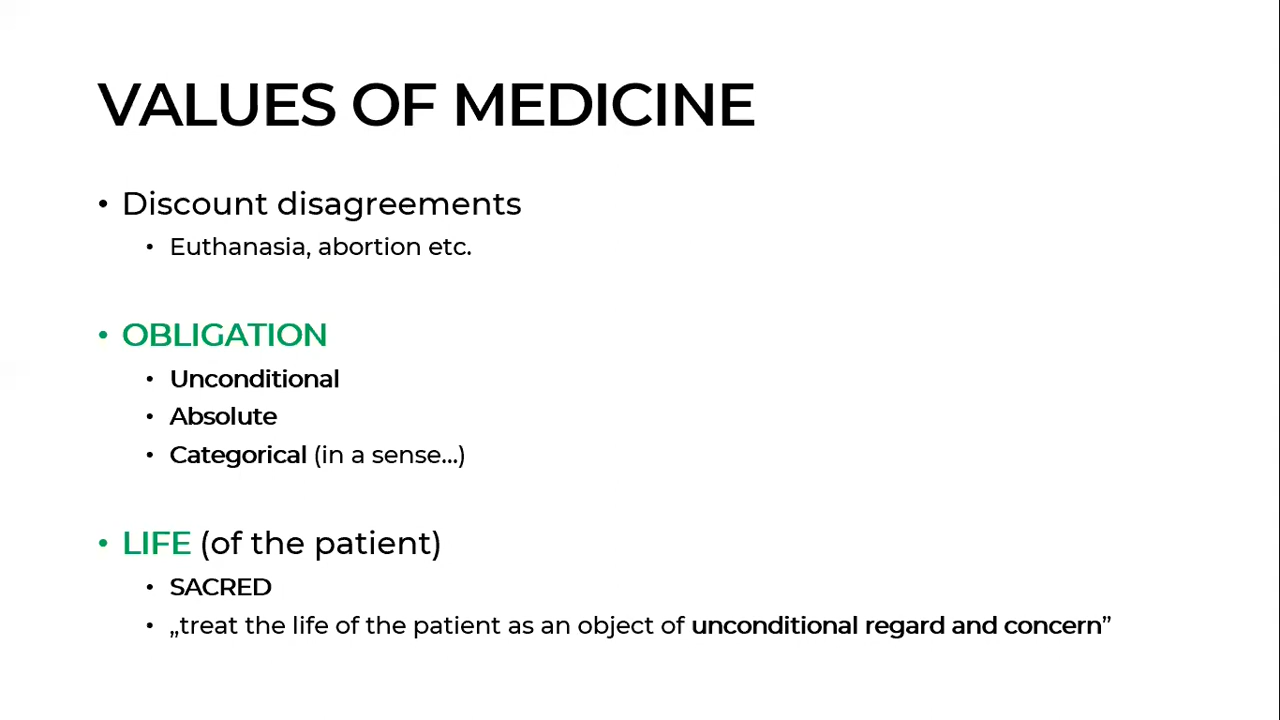 VALUES OF MEDICINE
• Discount disagreements
• Euthanasia, abortion etc.
• OBLIGATION
• Unconditional
• Absolute
• Categorical (in a sense...)
• LIFE (of the patient)
• SACRED
• „treat the life of the patient as an object of unconditional regard and concern”